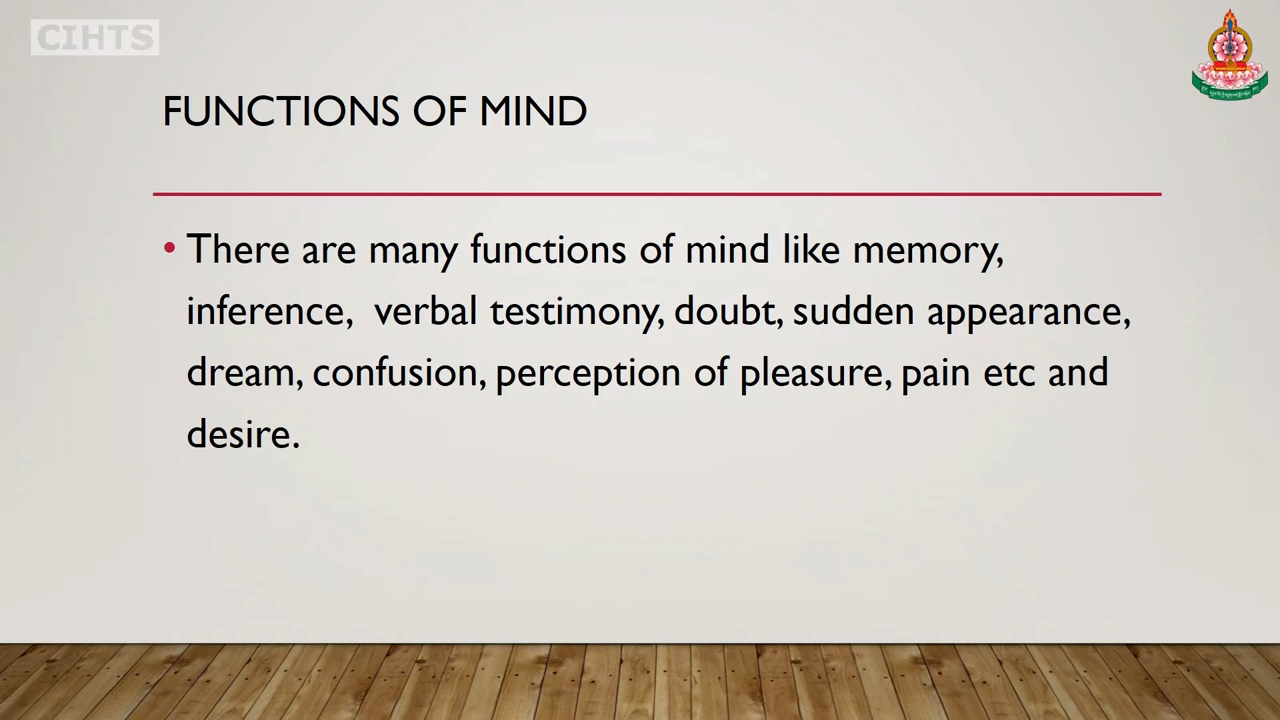 CIHTS
FUNCTIONS OF MIND
• There are many functions of mind like memory,
inference,  verbal testimony, doubt, sudden appearance,
dream, confusion, perception of pleasure, pain etc and
desire.